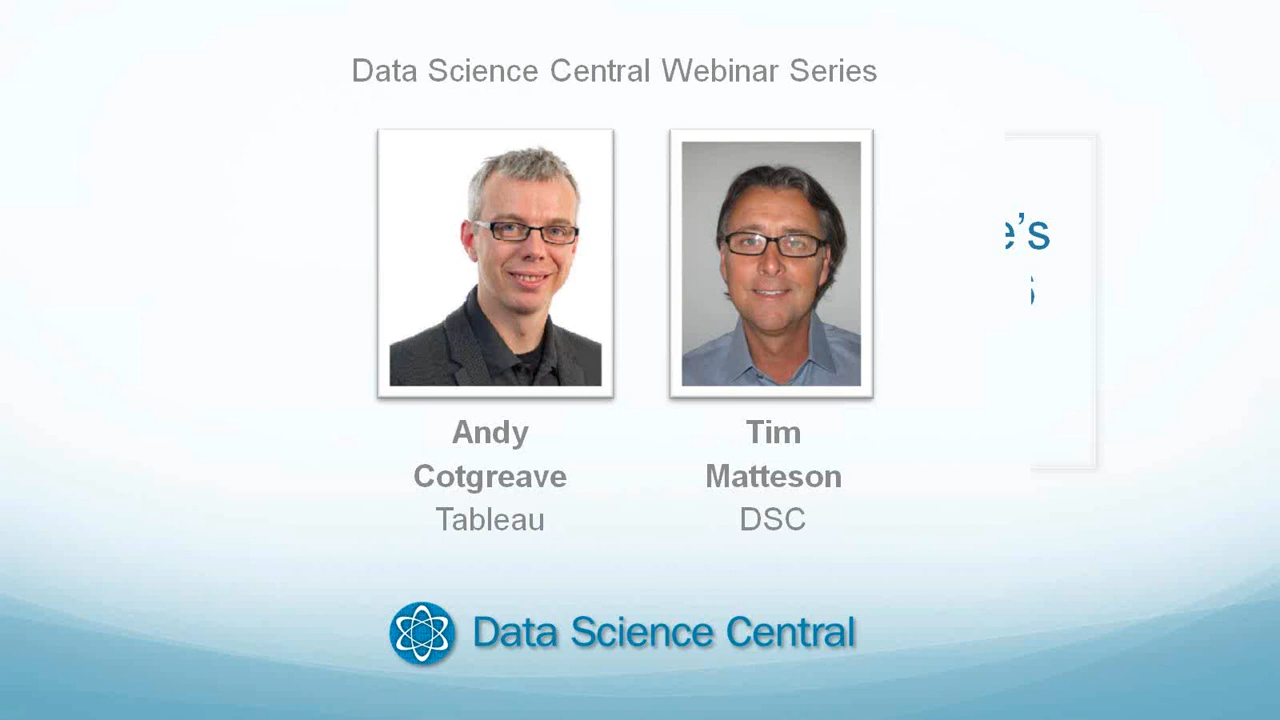 Data Science Central Webinar Series
e's
s
Andy
Cotgreave
Tableau
Tim
Matteson
DSC
Data Science Central